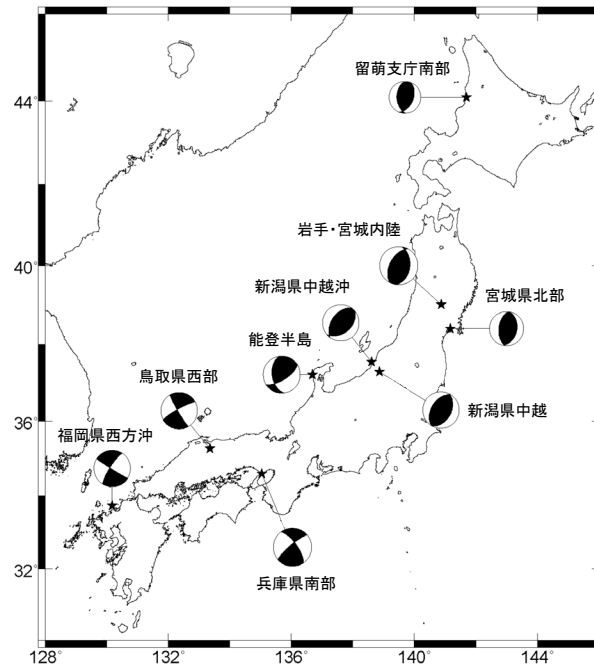 留萌支庁南部
44°
岩手・宮城内陸
40°
新潟県中越沖
宮城県北部
能登半島
鳥取県西部
新潟県中越
福岡県西方沖
36°
兵庫県南部
32°
128° 132° 136° 140° 144°